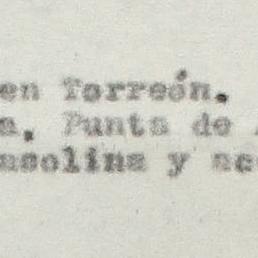 en Torreón.
a. Punta de
asolina y